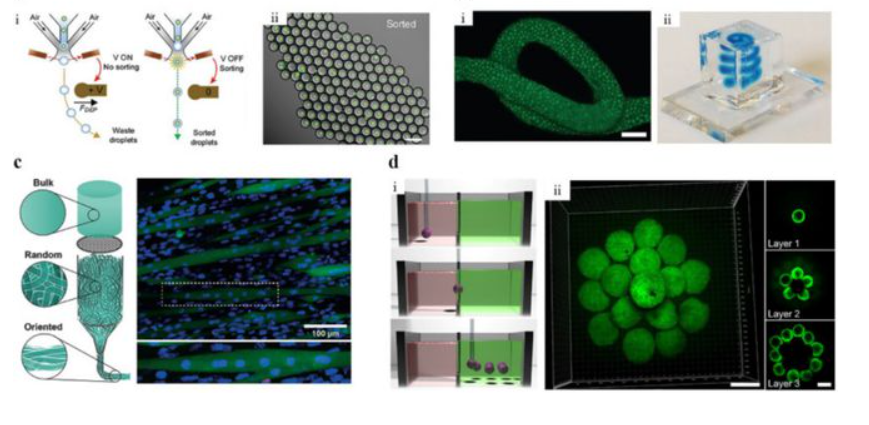 i
Air
Air
V ON
No sorting
+ V
F_DEP
Waste
droplets
Air
Air
V OFF
Sorting
0
Sorted
droplets
ii
Sorted
i
ii
c
Bulk
Random
Oriented
100 µm
d
i
ii
Layer 1
Layer 2
Layer 3